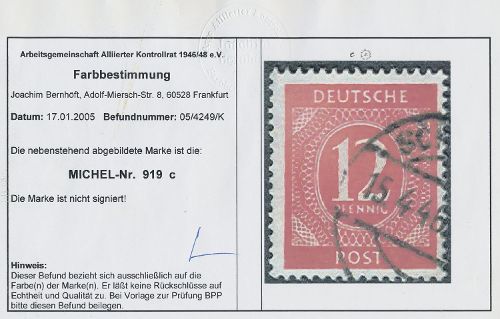 Arbeitsgemeinschaft Alliierter Kontrollrat 1946/48 e.V.
Farbbestimmung
Joachim Bernhöft, Adolf-Miersch-Str. 8, 60528 Frankfurt
Datum: 17.01.2005 Befundnummer: 05/4249/K
Die nebenstehend abgebildete Marke ist die:
MICHEL-Nr. 919 c
Die Marke ist nicht signiert!
Hinweis:
Dieser Befund bezieht sich ausschließlich auf die
Farbe(n) der Marke(n). Er läßt keine Rückschlüsse auf
Echtheit und Qualität zu. Bei Vorlage zur Prüfung BPP
bitte diesen Befund beilegen.
c
DEUTSCHE
12
PFENNIG
POST
15.4.46